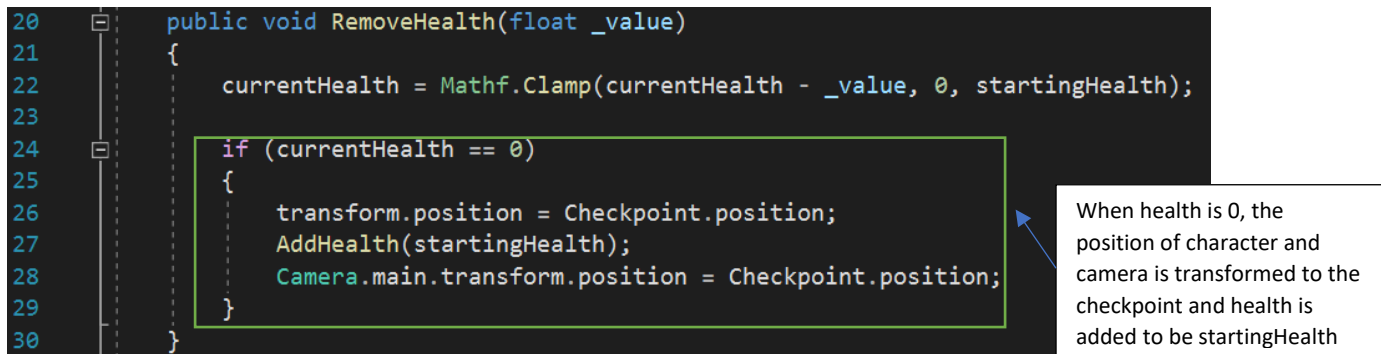 20 public void RemoveHealth(float _value)
21 {
22 currentHealth = Mathf.Clamp(currentHealth - _value, 0, startingHealth);
23
24 if (currentHealth == 0)
25 {
26 transform.position = Checkpoint.position;
27 AddHealth(startingHealth);
28 Camera.main.transform.position = Checkpoint.position;
29 }
30 }
When health is 0, the
position of character and
camera is transformed to the
checkpoint and health is
added to be startingHealth